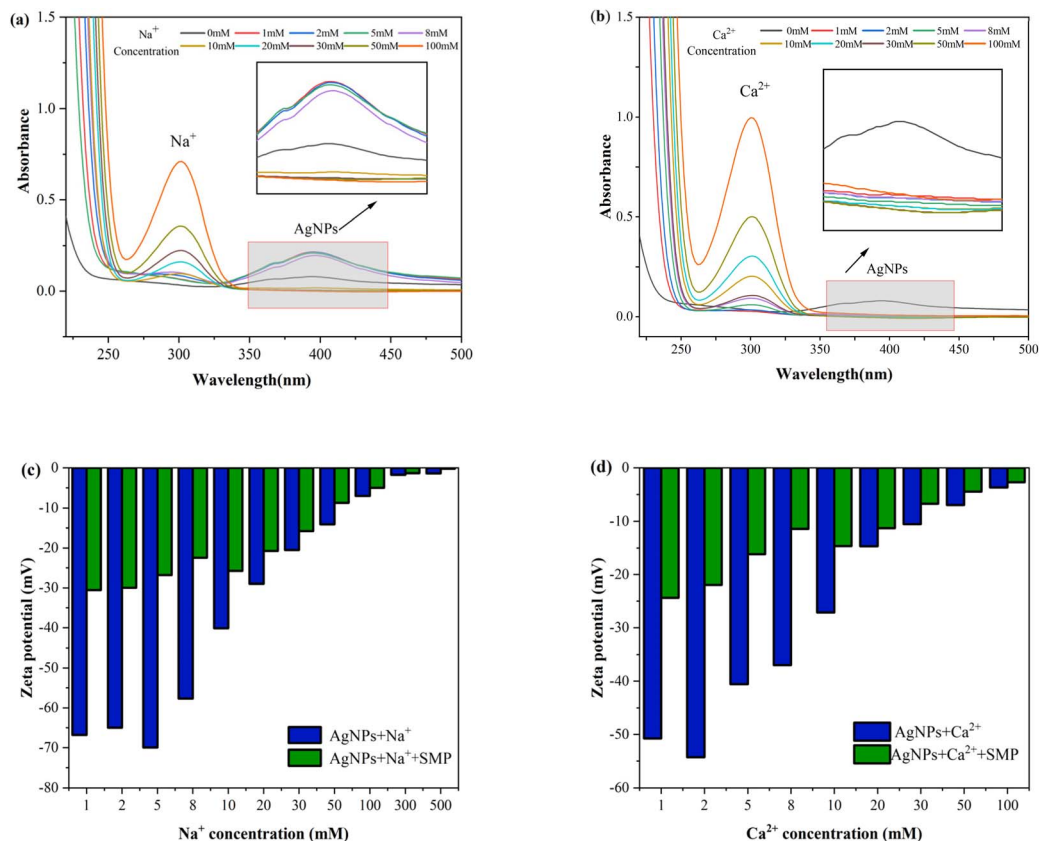 (a)
Na⁺
Concentration
0mM 1mM 2mM 5mM 8mM
10mM 20mM 30mM 50mM 100mM
Na⁺
AgNPs
Absorbance
1.5
1.0
0.5
0.0
250 300 350 400 450 500
Wavelength(nm)
(b)
Ca²⁺
Concentration
0mM 1mM 2mM 5mM 8mM
10mM 20mM 30mM 50mM 100mM
Ca²⁺
AgNPs
Absorbance
1.5
1.0
0.5
0.0
250 300 350 400 450 500
Wavelength(nm)
(c)
Zeta potential (mV)
0
-10
-20
-30
-40
-50
-60
-70
-80
AgNPs+Na⁺
AgNPs+Na⁺+SMP
1 2 5 8 10 20 30 50 100 300 500
Na⁺ concentration (mM)
(d)
Zeta potential (mV)
0
-10
-20
-30
-40
-50
-60
AgNPs+Ca²⁺
AgNPs+Ca²⁺+SMP
1 2 5 8 10 20 30 50 100
Ca²⁺ concentration (mM)